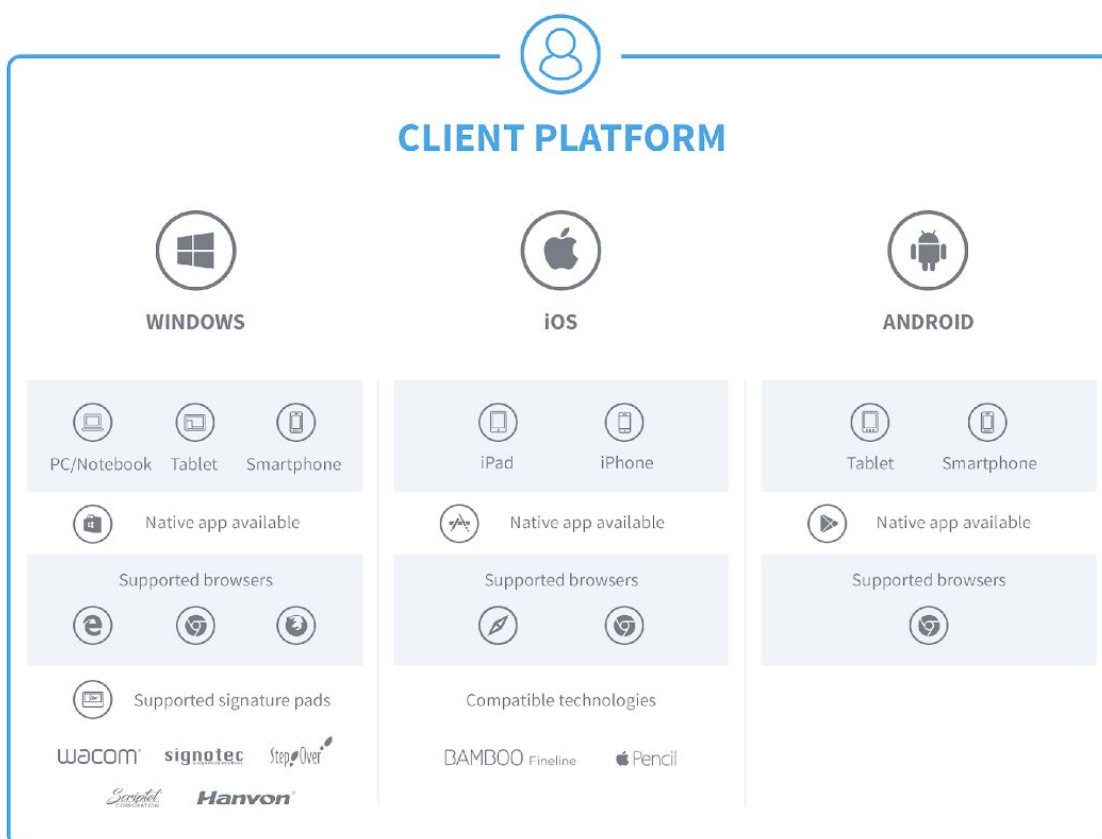 CLIENT PLATFORM
WINDOWS
iOS
ANDROID
PC/Notebook Tablet Smartphone
iPad iPhone
Tablet Smartphone
Native app available
Native app available
Native app available
Supported browsers
Supported browsers
Supported browsers
Supported signature pads
Compatible technologies
wacom signotec StepOver
BAMBOO Fineline Pencil
Scriptel Hanvon
CORPORATION